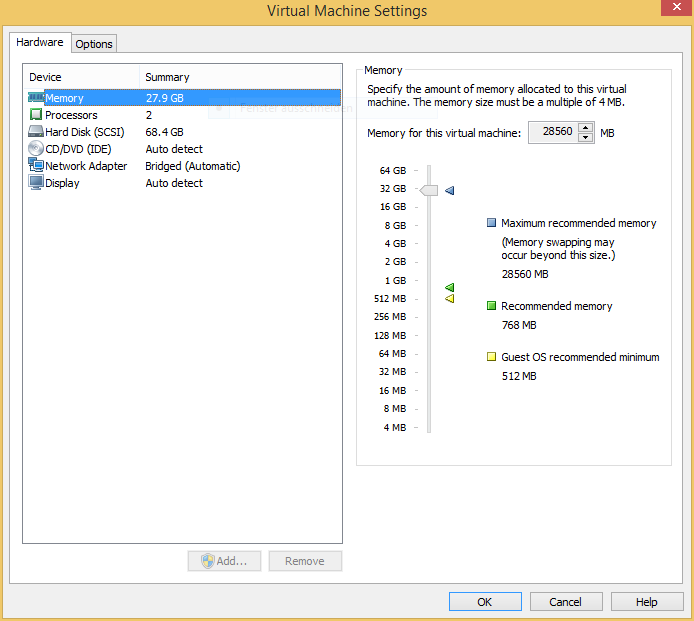 Virtual Machine Settings
Hardware
Options
Device Summary
Memory 27.9 GB
Processors 2
Hard Disk (SCSI) 68.4 GB
CD/DVD (IDE) Auto detect
Network Adapter Bridged (Automatic)
Display Auto detect
Fenster ausschneiden
Add...
Remove
Memory
Specify the amount of memory allocated to this virtual
machine. The memory size must be a multiple of 4 MB.
Memory for this virtual machine: 28560 MB
64 GB
32 GB
16 GB
8 GB
4 GB
2 GB
1 GB
512 MB
256 MB
128 MB
64 MB
32 MB
16 MB
8 MB
4 MB
Maximum recommended memory
(Memory swapping may
occur beyond this size.)
28560 MB
Recommended memory
768 MB
Guest OS recommended minimum
512 MB
OK
Cancel
Help